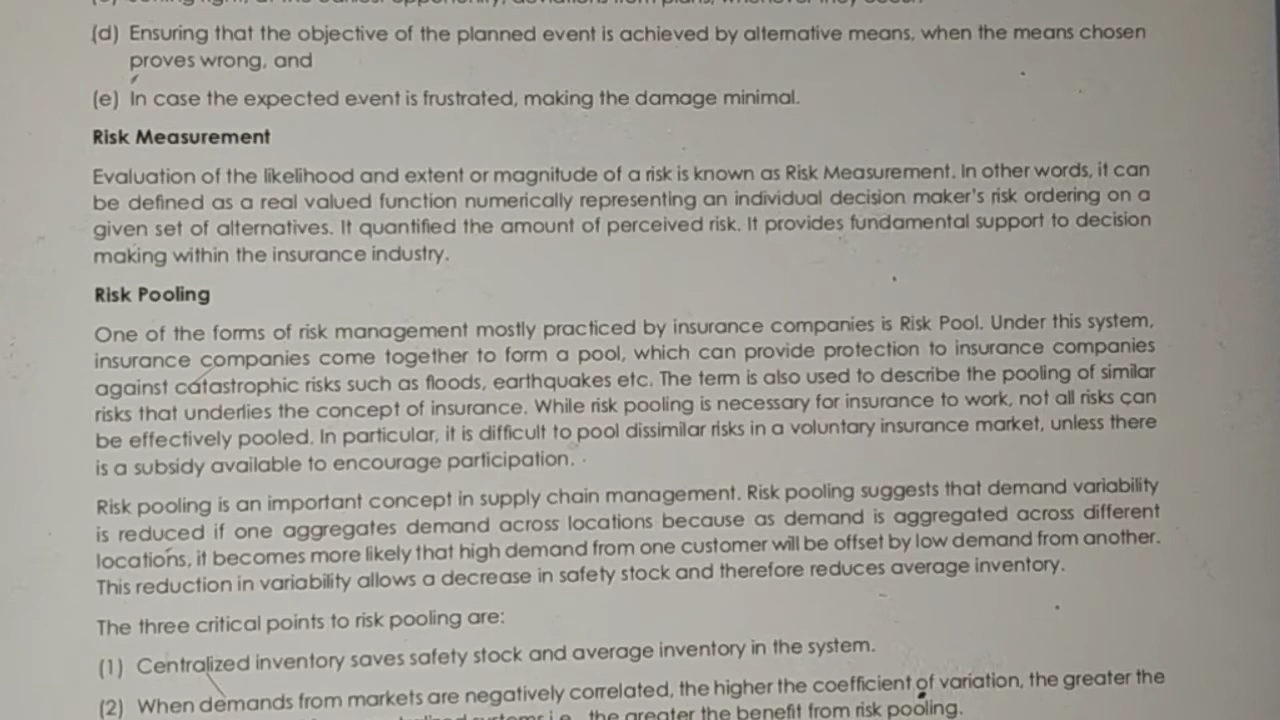 (d) Ensuring that the objective of the planned event is achieved by alternative means, when the means chosen
proves wrong, and
(e) In case the expected event is frustrated, making the damage minimal.
Risk Measurement
Evaluation of the likelihood and extent or magnitude of a risk is known as Risk Measurement. In other words, it can
be defined as a real valued function numerically representing an individual decision maker's risk ordering on a
given set of alternatives. It quantified the amount of perceived risk. It provides fundamental support to decision
making within the insurance industry.
Risk Pooling
One of the forms of risk management mostly practiced by insurance companies is Risk Pool. Under this system,
insurance companies come together to form a pool, which can provide protection to insurance companies
against catastrophic risks such as floods, earthquakes etc. The term is also used to describe the pooling of similar
risks that underlies the concept of insurance. While risk pooling is necessary for insurance to work, not all risks can
be effectively pooled. In particular, it is difficult to pool dissimilar risks in a voluntary insurance market, unless there
is a subsidy available to encourage participation.
Risk pooling is an important concept in supply chain management. Risk pooling suggests that demand variability
is reduced if one aggregates demand across locations because as demand is aggregated across different
locations, it becomes more likely that high demand from one customer will be offset by low demand from another.
This reduction in variability allows a decrease in safety stock and therefore reduces average inventory.
The three critical points to risk pooling are:
(1) Centralized inventory saves safety stock and average inventory in the system.
(2) When demands from markets are negatively correlated, the higher the coefficient of variation, the greater the
i.e., the greater the benefit from risk pooling.